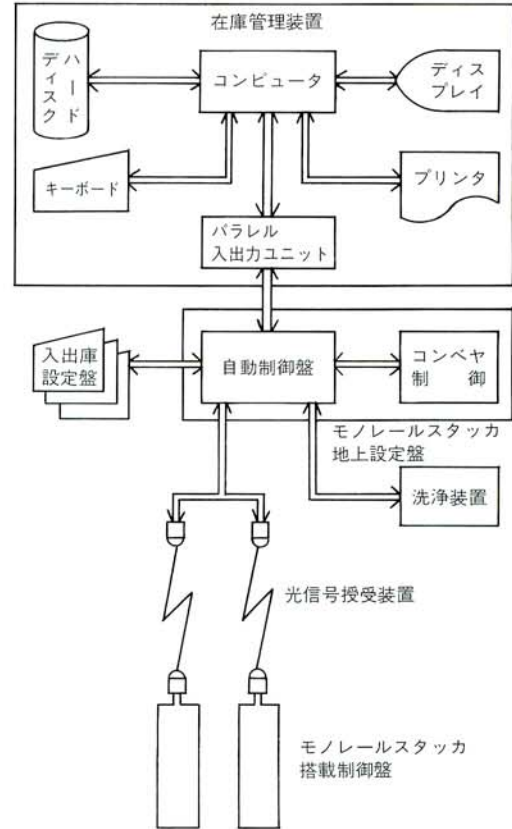 在庫管理装置
ハード
ディスク
コンピュータ
ディス
プレイ
キーボード
プリンタ
パラレル
入出力ユニット
入出庫
設定盤
自動制御盤
コンベヤ
制御
モノレールスタッカ
地上設定盤
洗浄装置
光信号授受装置
モノレールスタッカ
搭載制御盤